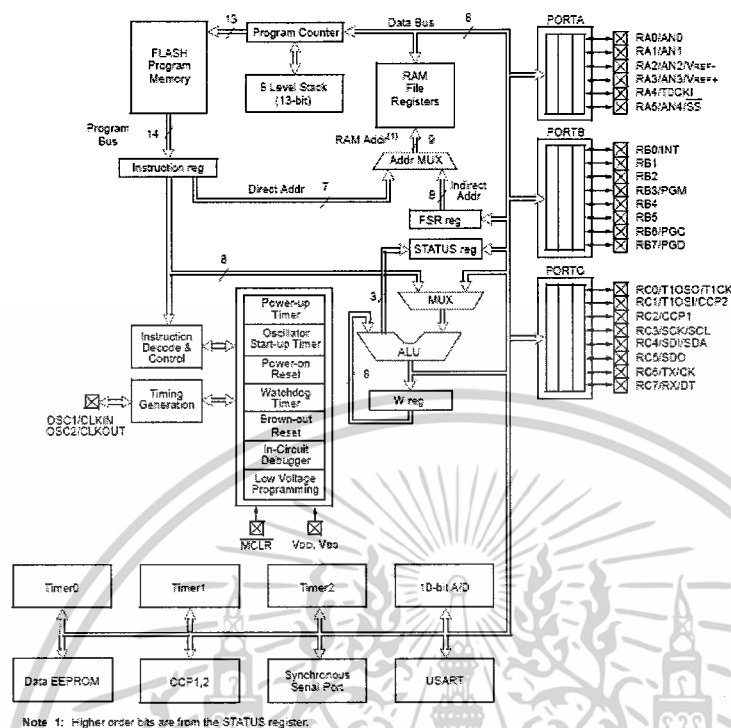 13
Data Bus
8
PORTA
FLASH
Program
Memory
Program Counter
8 Level Stack
(13-bit)
RAM
File
Registers
RA0/AN0
RA1/AN1
RA2/AN2/VREF-
RA3/AN3/VREF+
RA4/T0CKI
RA5/AN4/SS
Program
Bus
14
RAM Addr(1)
9
PORTB
Addr MUX
Instruction reg
Direct Addr
7
8
Indirect
Addr
FSR reg
STATUS reg
RB0/INT
RB1
RB2
RB3/PGM
RB4
RB5
RB6/PGC
RB7/PGD
8
3
MUX
PORTC
ALU
8
W reg
RC0/T1OSO/T1CK
RC1/T1OSI/CCP2
RC2/CCP1
RC3/SCK/SCL
RC4/SDI/SDA
RC5/SDO
RC6/TX/CK
RC7/RX/DT
Instruction
Decode &
Control
Timing
Generation
OSC1/CLKIN
OSC2/CLKOUT
Power-up
Timer
Oscillator
Start-up Timer
Power-on
Reset
Watchdog
Timer
Brown-out
Reset
In-Circuit
Debugger
Low Voltage
Programming
MCLR
VDD, VSS
Timer0
Timer1
Timer2
10-bit A/D
Data EEPROM
CCP1,2
Synchronous
Serial Port
USART
Note 1: Higher order bits are from the STATUS register.